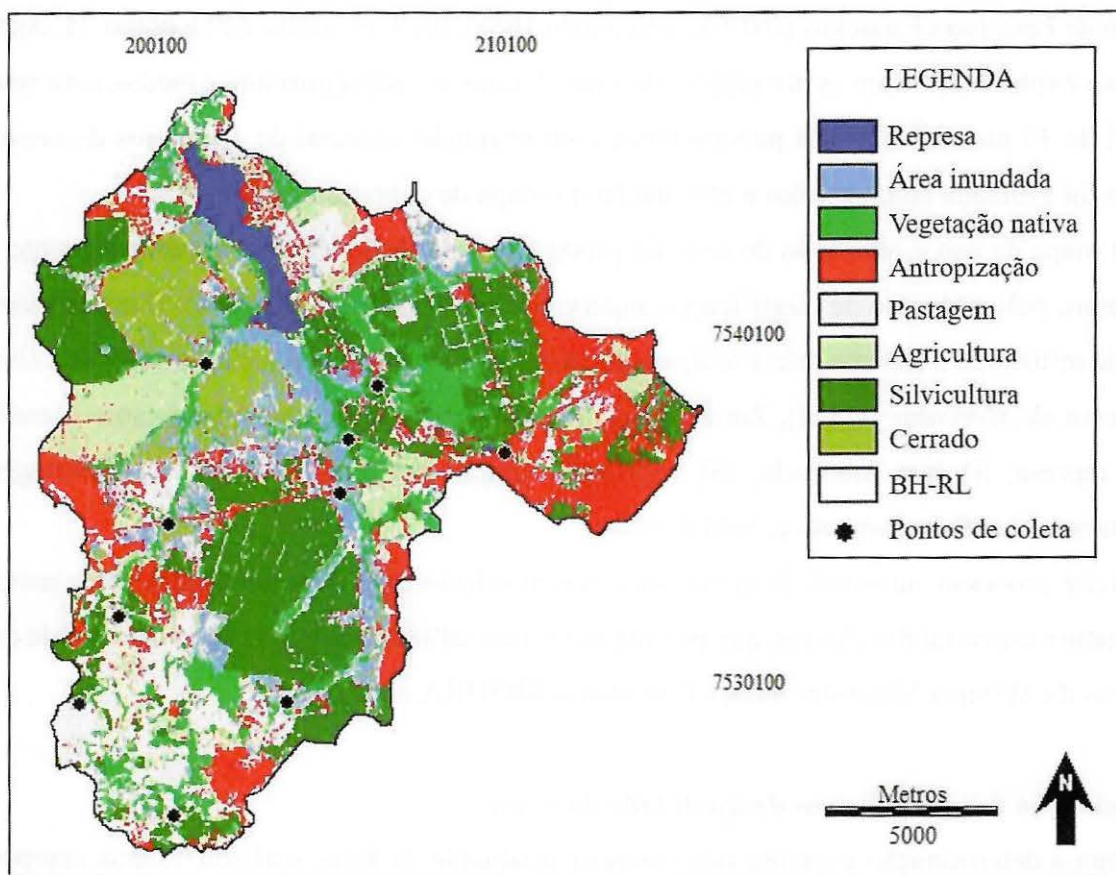 200100
210100
LEGENDA
Represa
Área inundada
Vegetação nativa
Antropização
Pastagem
Agricultura
Silvicultura
Cerrado
BH-RL
Pontos de coleta
7540100
7530100
Metros
5000
N